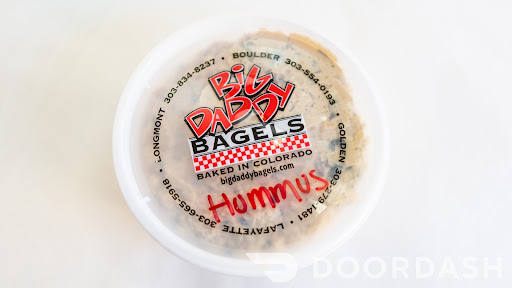 BOULDER 303-554-0193 • GOLDEN 303-279-1481 • LAFAYETTE 303-665-5918 • LONGMONT 303-834-8237 •
BIG
DADDY
BAGELS
BAKED IN COLORADO
bigdaddybagels.com
Hummus
DOORDASH